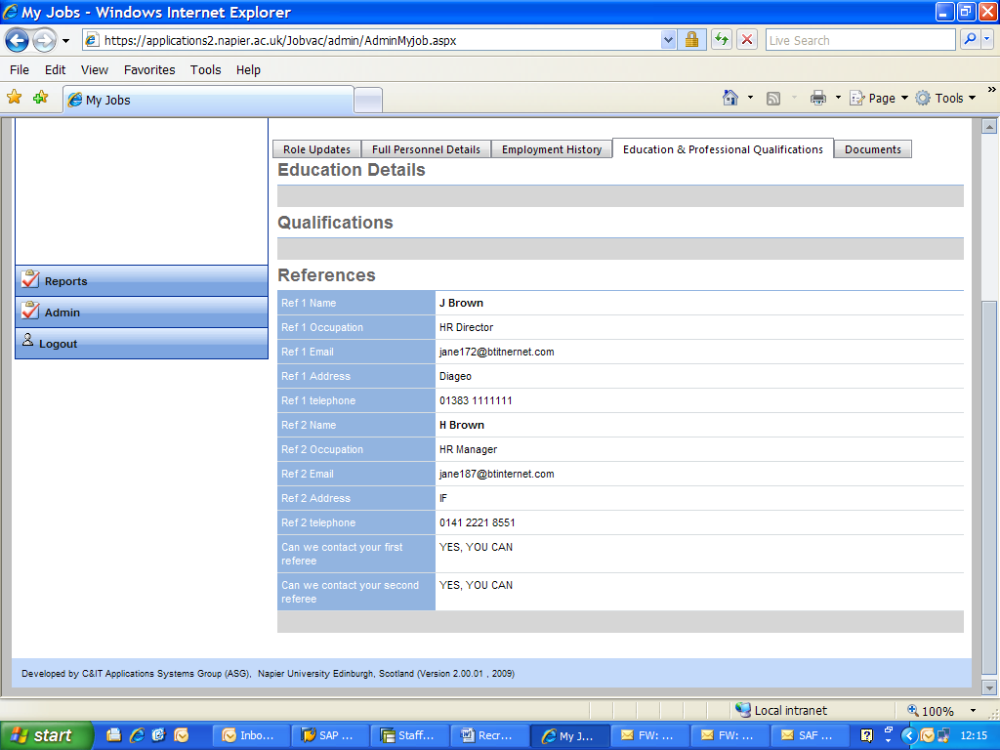 My Jobs - Windows Internet Explorer
https://applications2.napier.ac.uk/Jobvac/admin/AdminMyjob.aspx
Live Search
File Edit View Favorites Tools Help
My Jobs
Page Tools
Role Updates Full Personnel Details Employment History Education & Professional Qualifications Documents
Education Details
Qualifications
References
Reports
Admin
Logout
Ref 1 Name J Brown
Ref 1 Occupation HR Director
Ref 1 Email jane172@btitnernet.com
Ref 1 Address Diageo
Ref 1 telephone 01383 1111111
Ref 2 Name H Brown
Ref 2 Occupation HR Manager
Ref 2 Email jane187@btinternet.com
Ref 2 Address IF
Ref 2 telephone 0141 2221 8551
Can we contact your first YES, YOU CAN
referee
Can we contact your second YES, YOU CAN
referee
Developed by C&IT Applications Systems Group (ASG), Napier University Edinburgh, Scotland (Version 2.00.01 , 2009)
Local intranet 100%
start Inbo... SAP ... Staff... Recr... My J... FW: ... FW: ... SAF ... 12:15